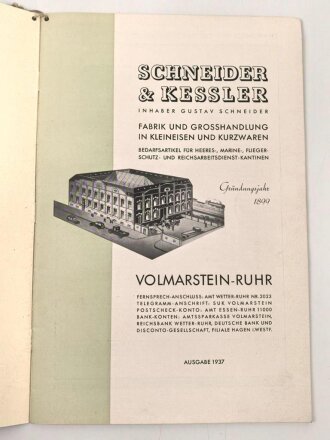 SCHNEIDER
& KESSLER
INHABER GUSTAV SCHNEIDER
FABRIK UND GROSSHANDLUNG
IN KLEINEISEN UND KURZWAREN
BEDARFSARTIKEL FÜR HEERES-, MARINE-, FLIEGER-
SCHUTZ- UND REICHSARBEITSDIENST-KANTINEN
Gründungsjahr
1899
VOLMARSTEIN-RUHR
FERNSPRECH-ANSCHLUSS: AMT WETTER-RUHR NR. 2033
TELEGRAMM-ANSCHRIFT: SUK VOLMARSTEIN
POSTSCHECK-KONTO: AMT ESSEN-RUHR 11000
BANK-KONTEN: AMTSSPARKASSE VOLMARSTEIN,
REICHSBANK WETTER-RUHR, DEUTSCHE BANK UND
DISCONTO-GESELLSCHAFT, FILIALE HAGEN I.WESTF.
AUSGABE 1937